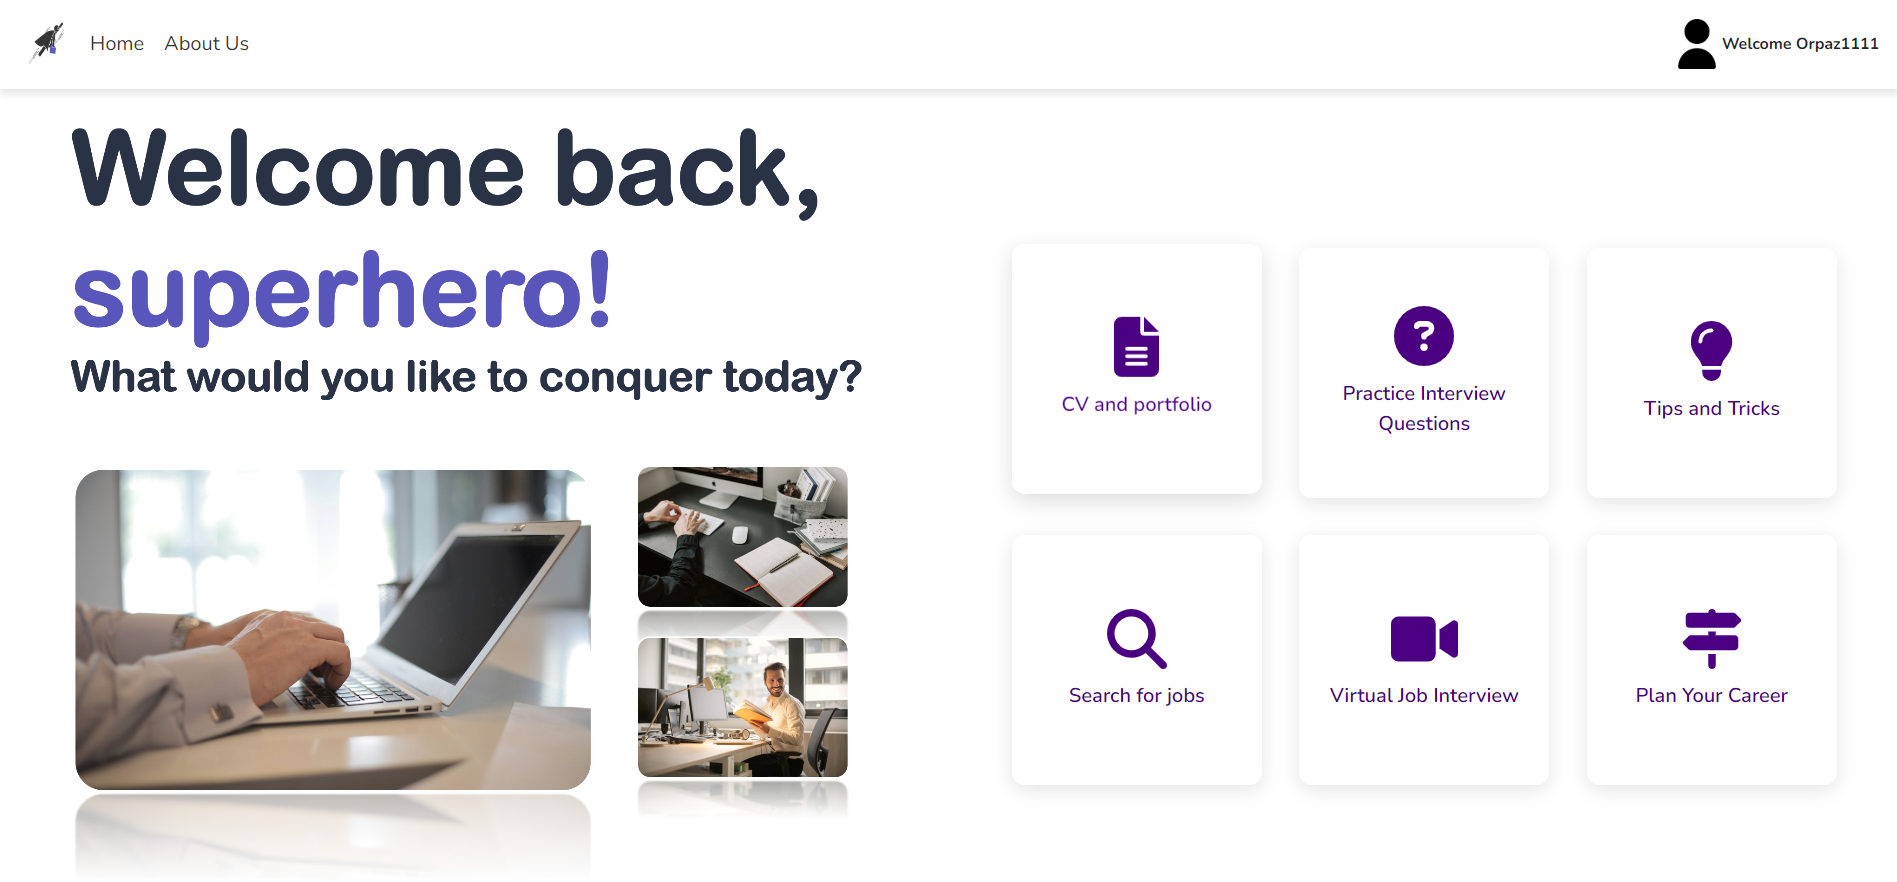 Home
About Us
Welcome Orpaz1111
Welcome back,
superhero!
What would you like to conquer today?
CV and portfolio
Practice Interview
Questions
Tips and Tricks
Search for jobs
Virtual Job Interview
Plan Your Career